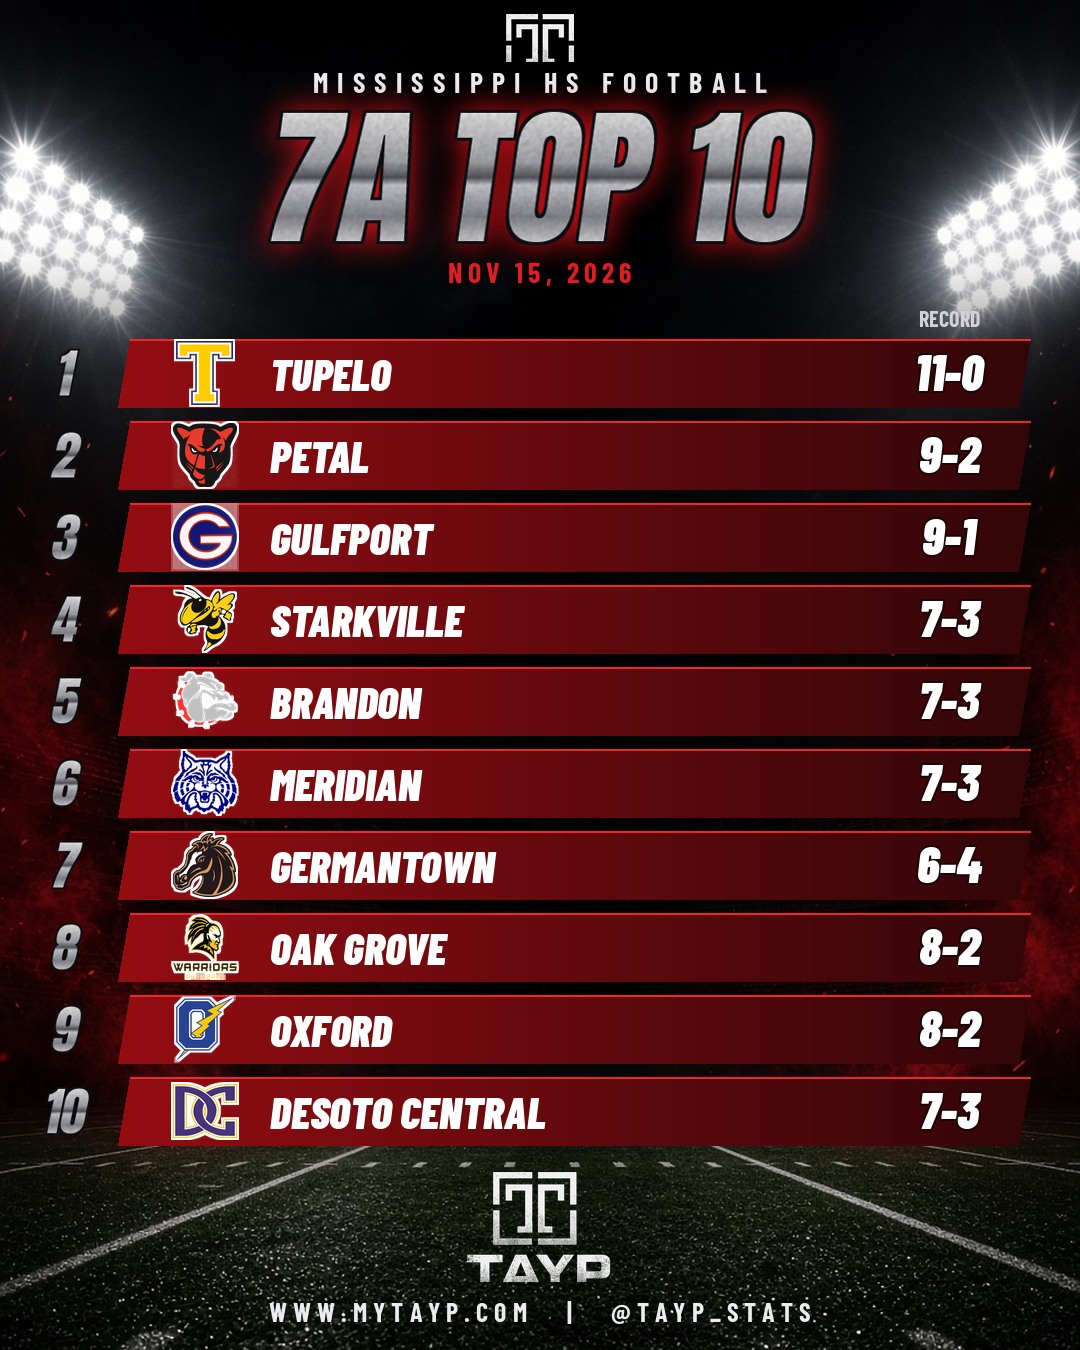 MISSISSIPPI HS FOOTBALL
7A TOP 10
NOV 15, 2026
RECORD
1 T TUPELO 11-0
2 PETAL 9-2
3 G GULFPORT 9-1
4 STARKVILLE 7-3
5 BRANDON 7-3
6 MERIDIAN 7-3
7 GERMANTOWN 6-4
8 WARRIORS OAK GROVE 8-2
9 O OXFORD 8-2
10 DC DESOTO CENTRAL 7-3
TAYP
WWW.MYTAYP.COM | @TAYP_STATS